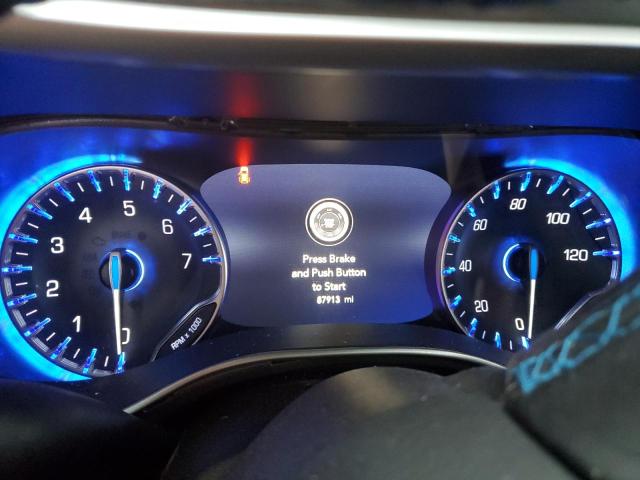 0 1 2 3 4 5 6 7
RPM x 1000
Press Brake
and Push Button
to Start
87913 mi
0 20 40 60 80 100 120